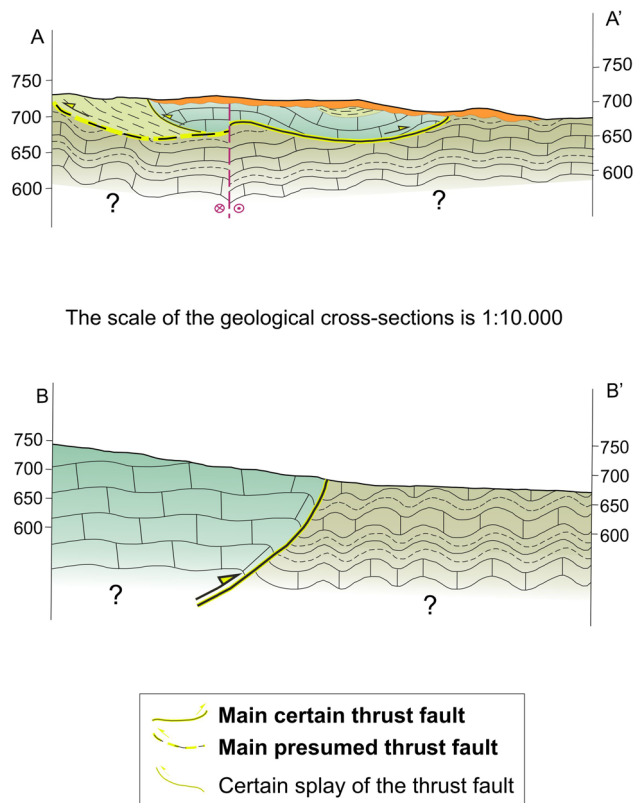 A
A'
750
700
650
600
750
700
650
600
?
?
The scale of the geological cross-sections is 1:10.000
B
B'
750
700
650
600
750
700
650
600
?
?
Main certain thrust fault
Main presumed thrust fault
Certain splay of the thrust fault